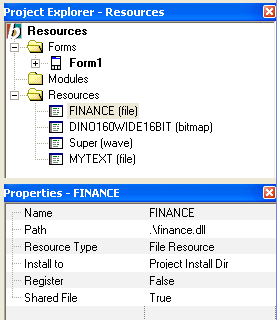 Project Explorer - Resources
Resources
Forms
Form1
Modules
Resources
FINANCE (file)
DINO160WIDE16BIT (bitmap)
Super (wave)
MYTEXT (file)
Properties - FINANCE
Name FINANCE
Path .\finance.dll
Resource Type File Resource
Install to Project Install Dir
Register False
Shared File True